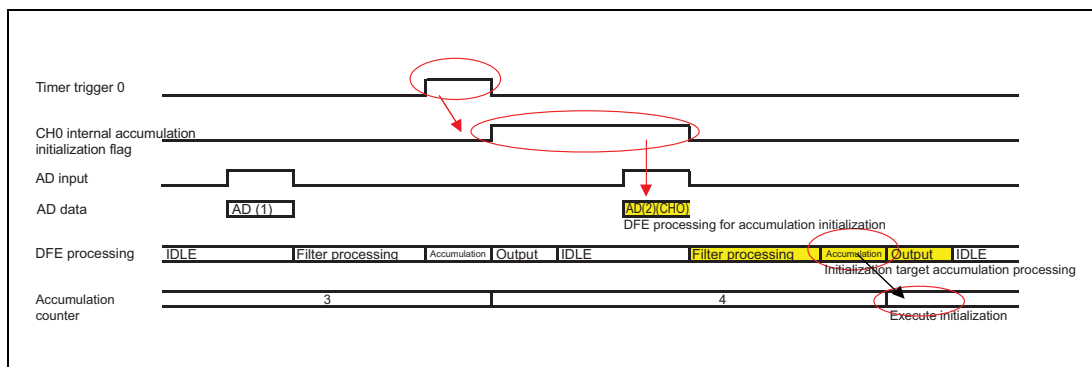 Timer trigger 0
CH0 internal accumulation
initialization flag
AD input
AD data
AD (1)
AD(2)(CH0)
DFE processing for accumulation initialization
DFE processing
IDLE
Filter processing
Accumulation
Output
IDLE
Filter processing
Accumulation
Output
IDLE
Initialization target accumulation processing
Accumulation
counter
3
4
Execute initialization